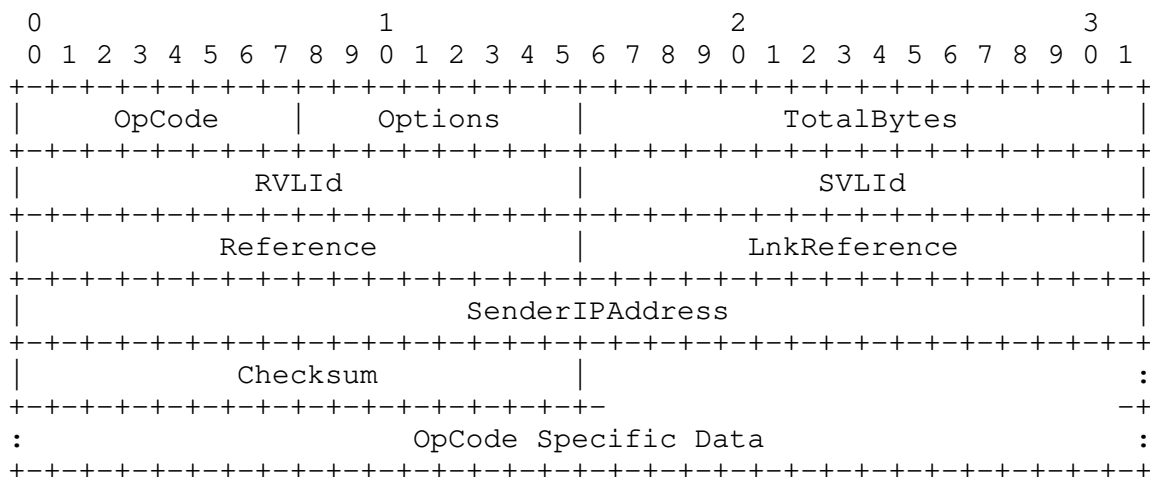 0                   1                   2                   3
 0 1 2 3 4 5 6 7 8 9 0 1 2 3 4 5 6 7 8 9 0 1 2 3 4 5 6 7 8 9 0 1
+-+-+-+-+-+-+-+-+-+-+-+-+-+-+-+-+-+-+-+-+-+-+-+-+-+-+-+-+-+-+-+-+
|     OpCode    |    Options    |           TotalBytes          |
+-+-+-+-+-+-+-+-+-+-+-+-+-+-+-+-+-+-+-+-+-+-+-+-+-+-+-+-+-+-+-+-+
|             RVLId             |             SVLId             |
+-+-+-+-+-+-+-+-+-+-+-+-+-+-+-+-+-+-+-+-+-+-+-+-+-+-+-+-+-+-+-+-+
|           Reference           |         LnkReference          |
+-+-+-+-+-+-+-+-+-+-+-+-+-+-+-+-+-+-+-+-+-+-+-+-+-+-+-+-+-+-+-+-+
|                         SenderIPAddress                       |
+-+-+-+-+-+-+-+-+-+-+-+-+-+-+-+-+-+-+-+-+-+-+-+-+-+-+-+-+-+-+-+-+
|            Checksum           |                               :
+-+-+-+-+-+-+-+-+-+-+-+-+-+-+-+-+-                             -+
:                      OpCode Specific Data                     :
+-+-+-+-+-+-+-+-+-+-+-+-+-+-+-+-+-+-+-+-+-+-+-+-+-+-+-+-+-+-+-+-+